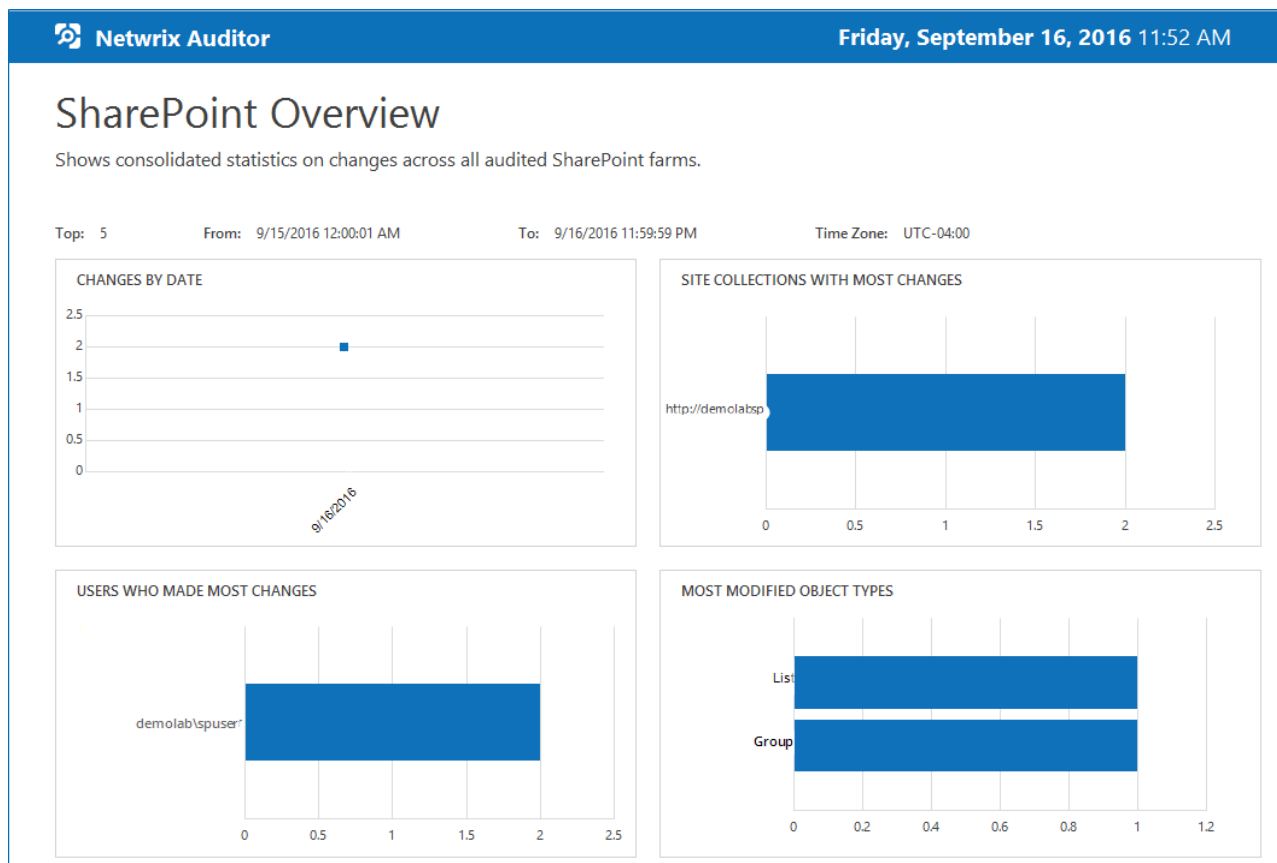 Netwrix Auditor
Friday, September 16, 2016 11:52 AM
SharePoint Overview
Shows consolidated statistics on changes across all audited SharePoint farms.
Top: 5 From: 9/15/2016 12:00:01 AM To: 9/16/2016 11:59:59 PM Time Zone: UTC-04:00
CHANGES BY DATE
2.5
2
1.5
1
0.5
0
9/16/2016
SITE COLLECTIONS WITH MOST CHANGES
http://demolabsp
0 0.5 1 1.5 2 2.5
USERS WHO MADE MOST CHANGES
demolab\spuser
0 0.5 1 1.5 2 2.5
MOST MODIFIED OBJECT TYPES
List
Group
0 0.2 0.4 0.6 0.8 1 1.2